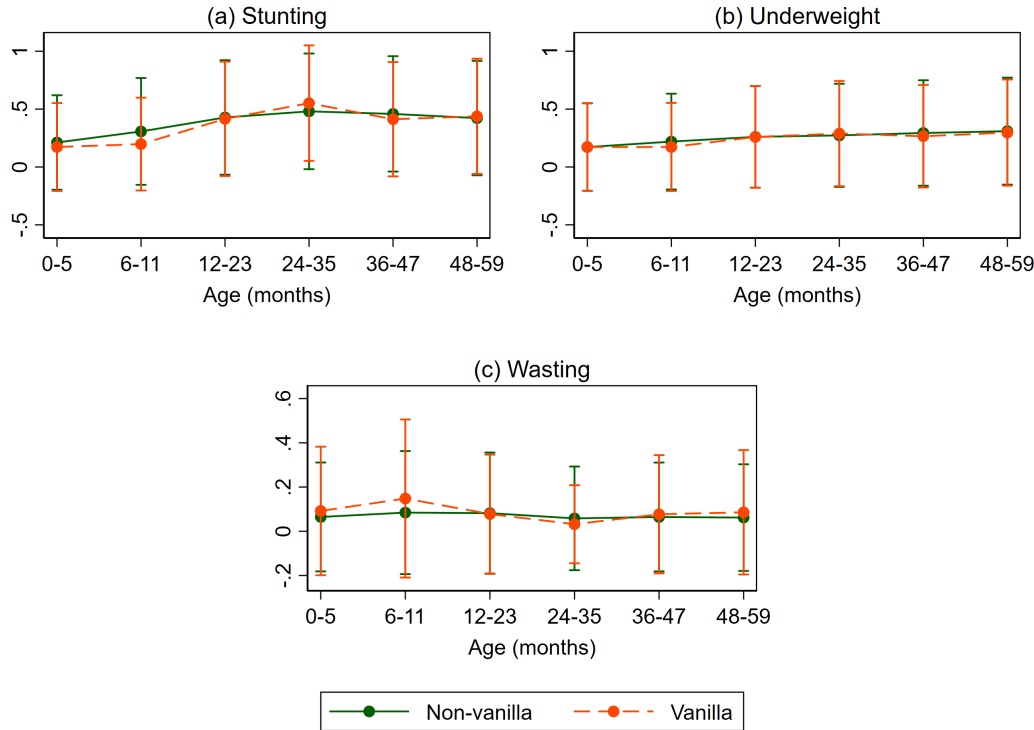 (a) Stunting
1
.5
0
-.5
0-5 6-11 12-23 24-35 36-47 48-59
Age (months)
(b) Underweight
1
.5
0
-.5
0-5 6-11 12-23 24-35 36-47 48-59
Age (months)
(c) Wasting
.6
.4
.2
0
-.2
0-5 6-11 12-23 24-35 36-47 48-59
Age (months)
Non-vanilla Vanilla